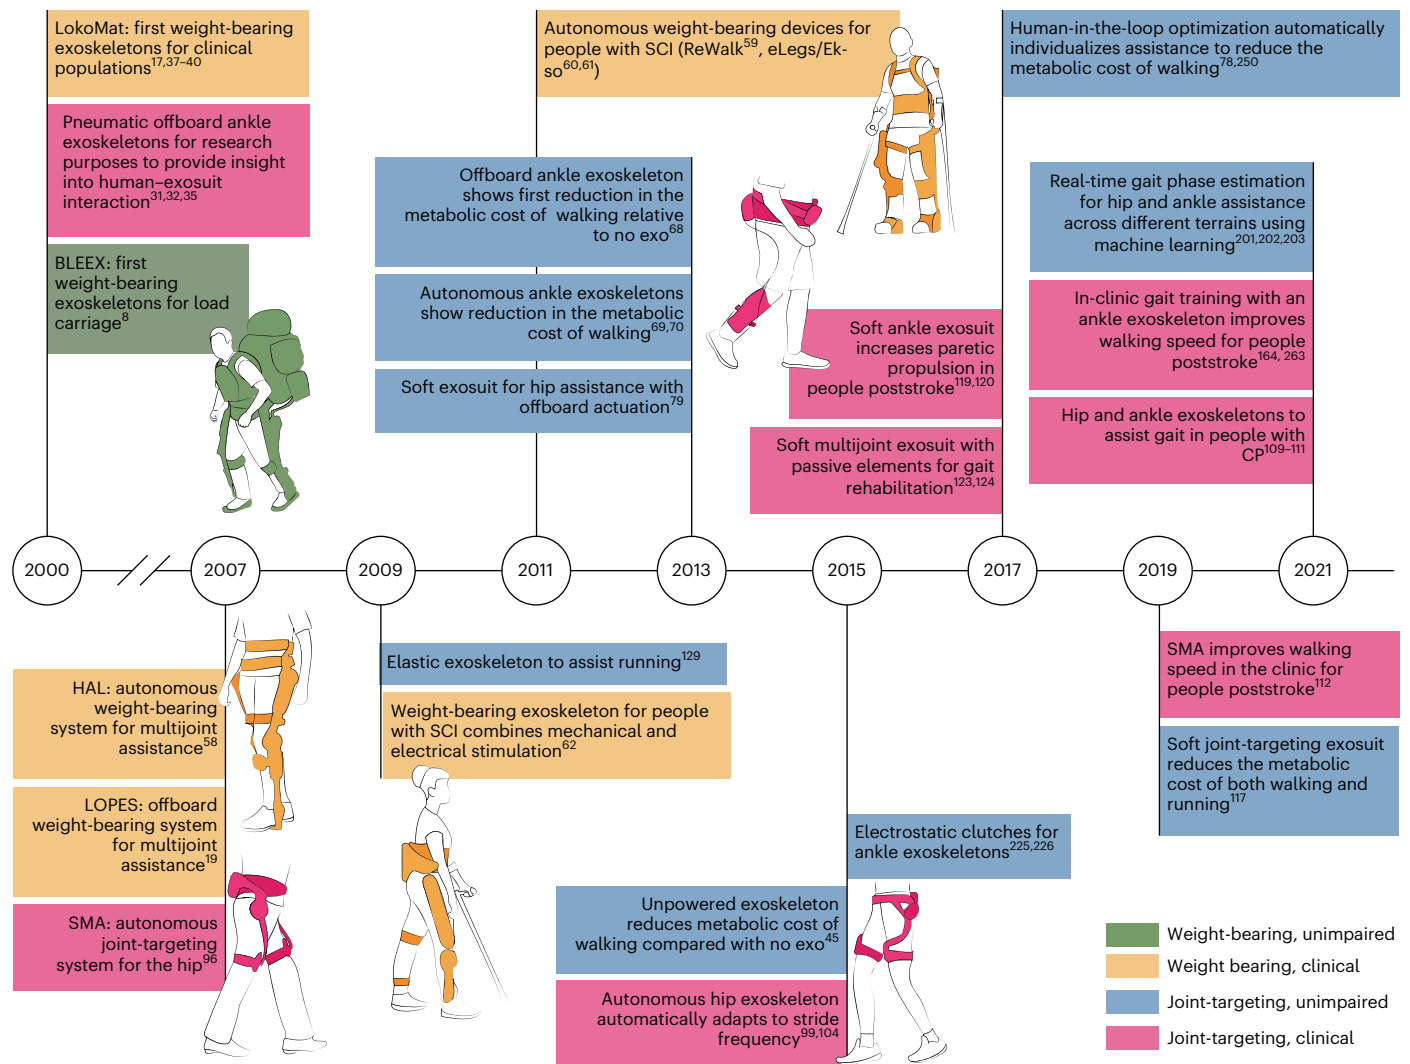 LokoMat: first weight-bearing
exoskeletons for clinical
populations17,37–40
Pneumatic offboard ankle
exoskeletons for research
purposes to provide insight
into human–exosuit
interaction31,32,35
BLEEX: first
weight-bearing
exoskeletons for load
carriage8
Autonomous weight-bearing devices for
people with SCI (ReWalk59, eLegs/Ek-
so60,61)
Offboard ankle exoskeleton
shows first reduction in the
metabolic cost of walking relative
to no exo68
Autonomous ankle exoskeletons
show reduction in the metabolic
cost of walking69,70
Soft exosuit for hip assistance with
offboard actuation79
Human-in-the-loop optimization automatically
individualizes assistance to reduce the
metabolic cost of walking78,250
Soft ankle exosuit
increases paretic
propulsion in
people poststroke119,120
Soft multijoint exosuit with
passive elements for gait
rehabilitation123,124
Real-time gait phase estimation
for hip and ankle assistance
across different terrains using
machine learning201,202,203
In-clinic gait training with an
ankle exoskeleton improves
walking speed for people
poststroke164, 263
Hip and ankle exoskeletons to
assist gait in people with
CP109–111
2000
2007
2009
2011
2013
2015
2017
2019
2021
HAL: autonomous
weight-bearing
system for multijoint
assistance58
LOPES: offboard
weight-bearing system
for multijoint
assistance19
SMA: autonomous
joint-targeting
system for the hip96
Elastic exoskeleton to assist running129
Weight-bearing exoskeleton for people
with SCI combines mechanical and
electrical stimulation62
Electrostatic clutches for
ankle exoskeletons225,226
Unpowered exoskeleton
reduces metabolic cost of
walking compared with no exo45
Autonomous hip exoskeleton
automatically adapts to stride
frequency99,104
SMA improves walking
speed in the clinic for
people poststroke112
Soft joint-targeting exosuit
reduces the metabolic
cost of both walking and
running117
Weight-bearing, unimpaired
Weight bearing, clinical
Joint-targeting, unimpaired
Joint-targeting, clinical